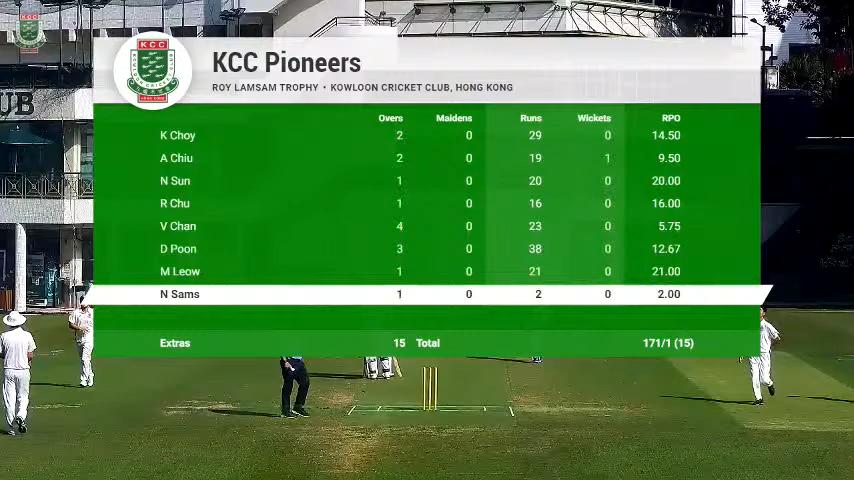 KCC Pioneers
ROY LAMSAM TROPHY • KOWLOON CRICKET CLUB, HONG KONG
Overs Maidens Runs Wickets RPO
K Choy 2 0 29 0 14.50
A Chiu 2 0 19 1 9.50
N Sun 1 0 20 0 20.00
R Chu 1 0 16 0 16.00
V Chan 4 0 23 0 5.75
D Poon 3 0 38 0 12.67
M Leow 1 0 21 0 21.00
N Sams 1 0 2 0 2.00
Extras 15 Total 171/1 (15)
KCC
UB